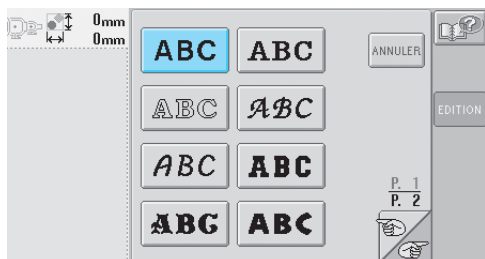 0mm
0mm
ABC ABC ANNULER
ABC ABC EDITION
ABC ABC
P. 1
P. 2
ABC ABC